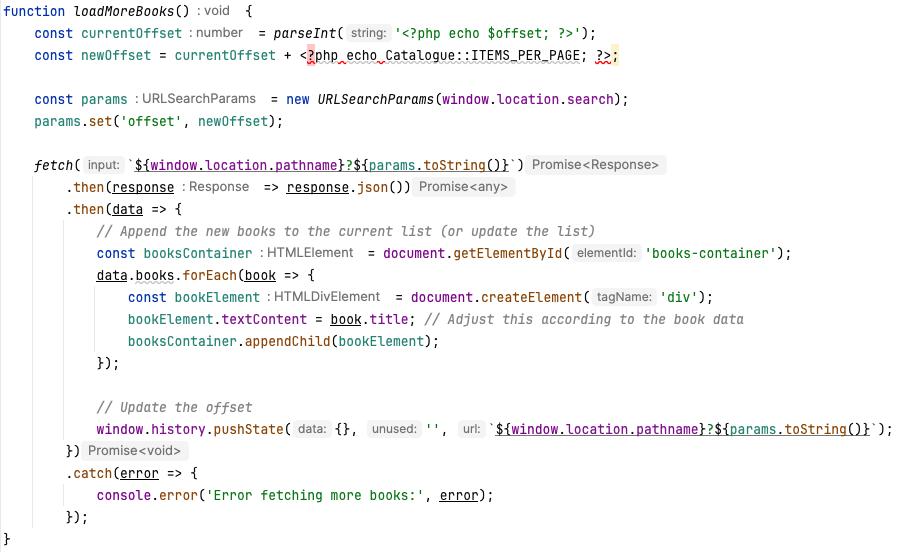 function loadMoreBooks() : void {
const currentOffset : number = parseInt( string: '<?php echo $offset; ?>');
const newOffset = currentOffset + <?php echo Catalogue::ITEMS_PER_PAGE; ?>;
const params : URLSearchParams = new URLSearchParams(window.location.search);
params.set('offset', newOffset);
fetch( input: `${window.location.pathname}?${params.toString()}`) Promise<Response>
.then(response : Response => response.json()) Promise<any>
.then(data => {
// Append the new books to the current list (or update the list)
const booksContainer : HTMLElement = document.getElementById( elementId: 'books-container');
data.books.forEach(book => {
const bookElement : HTMLDivElement = document.createElement( tagName: 'div');
bookElement.textContent = book.title; // Adjust this according to the book data
booksContainer.appendChild(bookElement);
});
// Update the offset
window.history.pushState( data: {}, unused: '', url: `${window.location.pathname}?${params.toString()}`);
}) Promise<void>
.catch(error => {
console.error('Error fetching more books:', error);
});
}